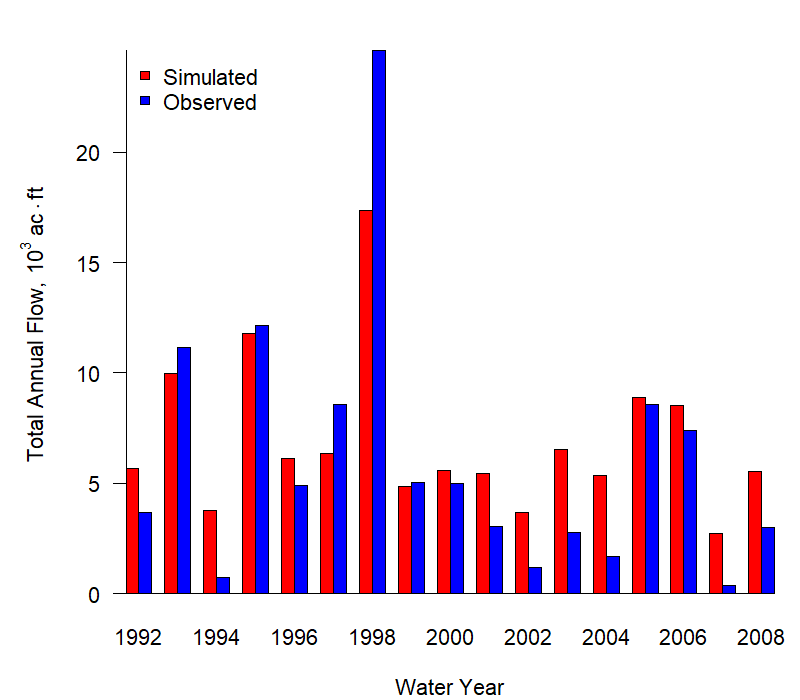 Simulated
Observed
20
15
10
5
0
Total Annual Flow, 10³ ac·ft
1992 1994 1996 1998 2000 2002 2004 2006 2008
Water Year